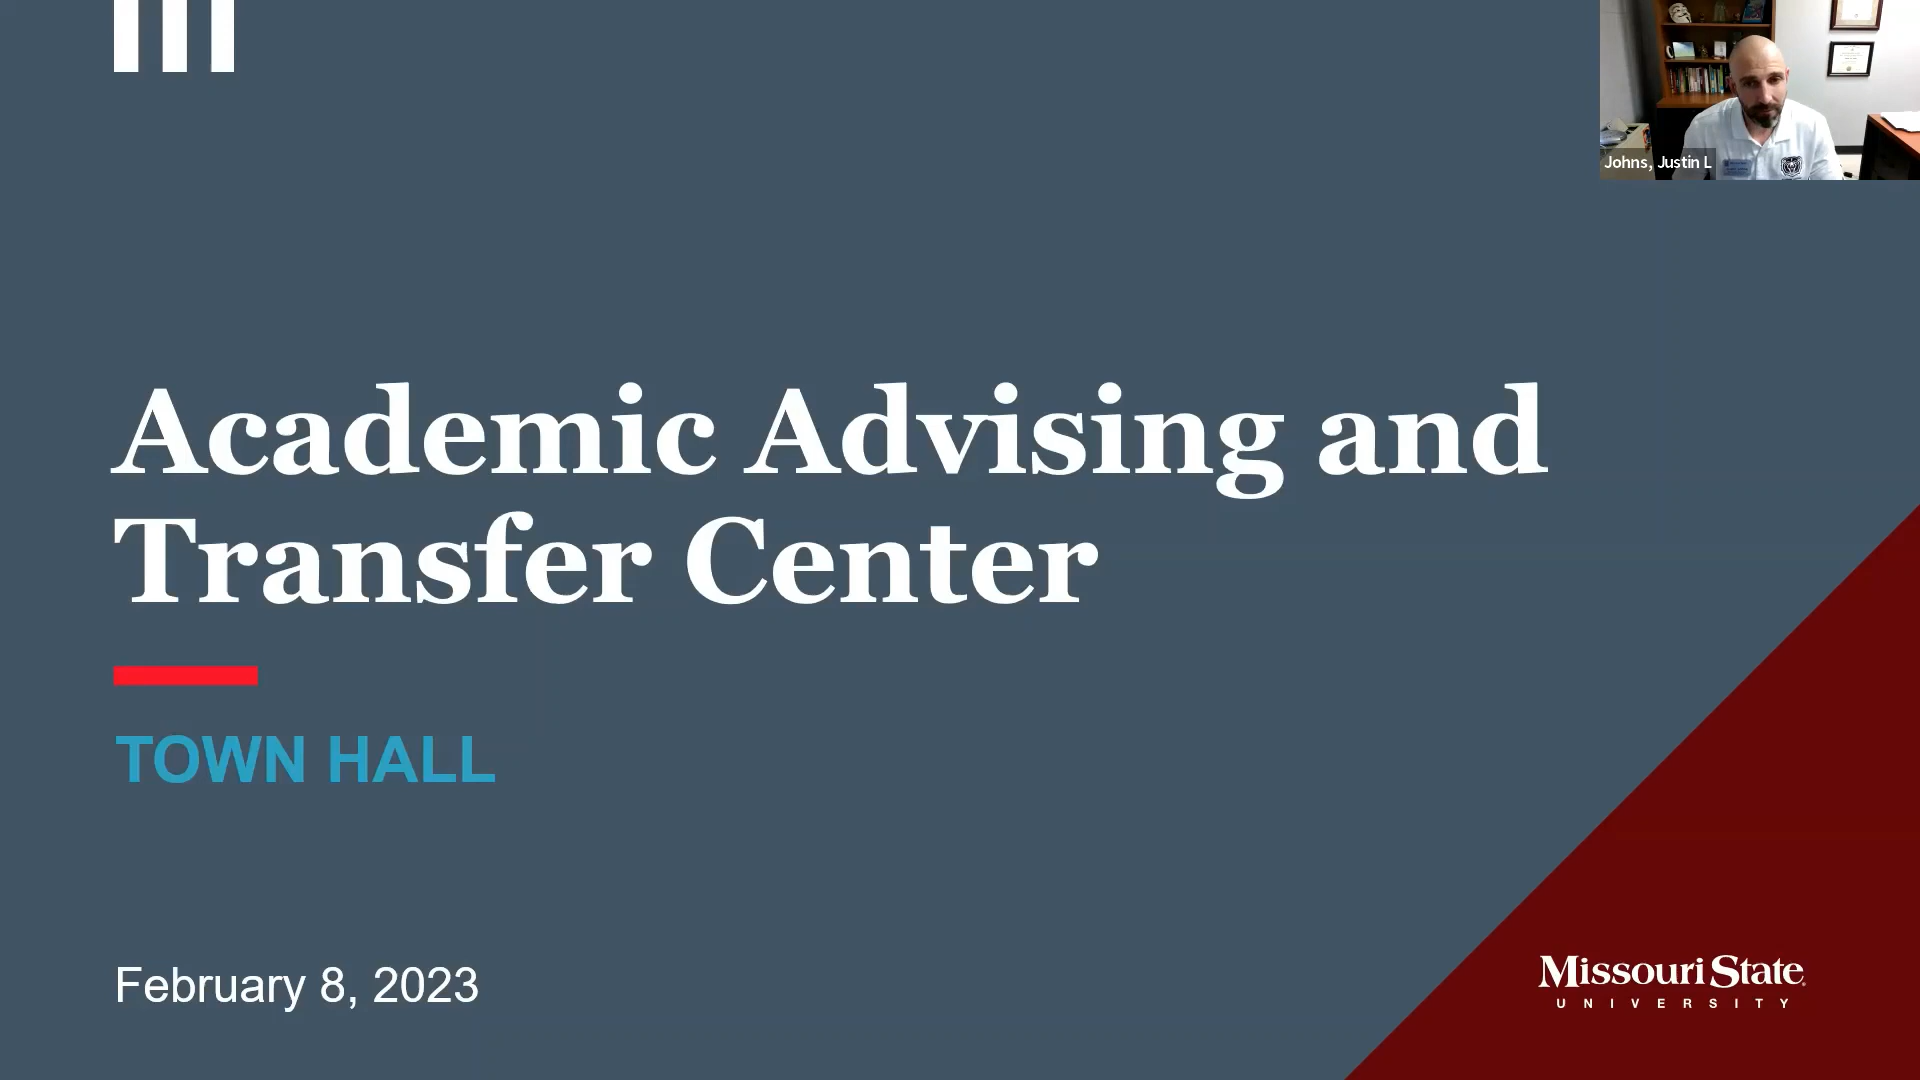 Johns, Justin L
Academic Advising and
Transfer Center
TOWN HALL
February 8, 2023
Missouri State
UNIVERSITY